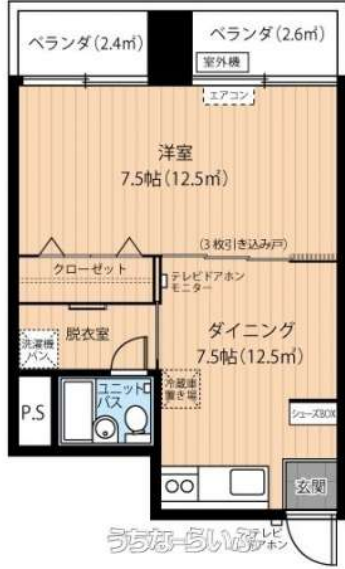 ベランダ(2.4㎡)
ベランダ(2.6㎡)
室外機
エアコン
洋室
7.5帖(12.5㎡)
(3枚引き込み戸)
クローゼット
テレビドアホン
モニター
脱衣室
洗濯機
パン
ダイニング
7.5帖(12.5㎡)
冷蔵庫
置き場
P.S
ユニット
バス
シューズBOX
玄関
テレビ
ドアホン
うちなーらいふ